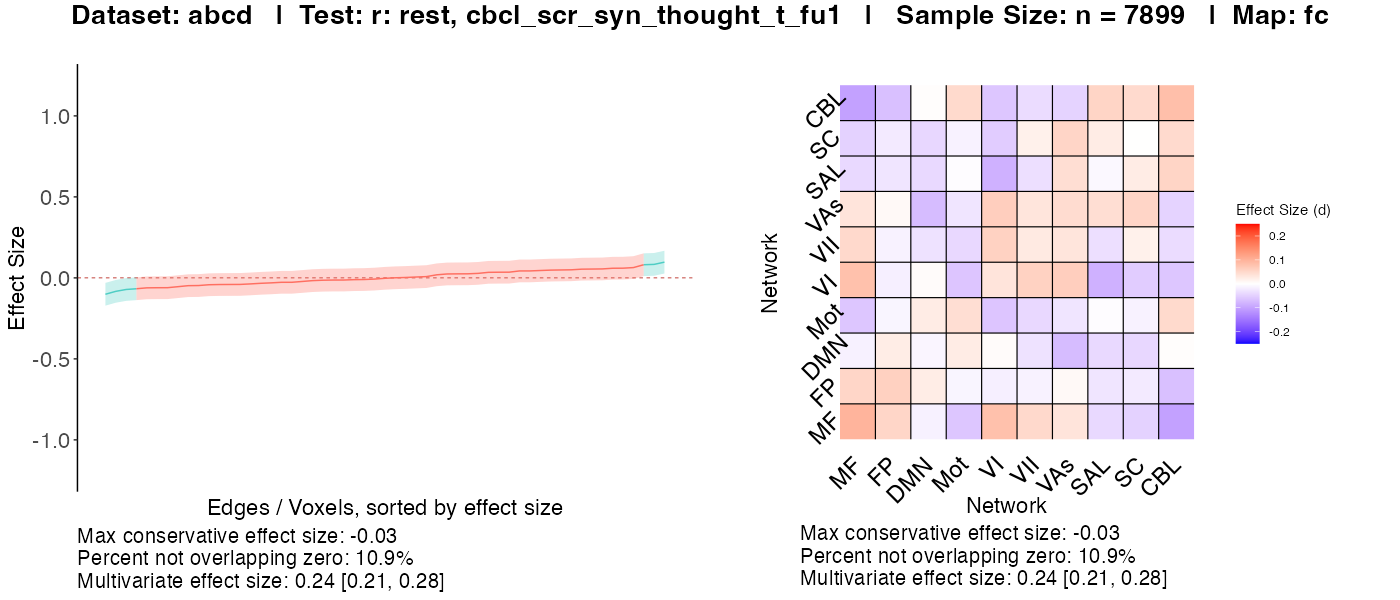 Dataset: abcd | Test: r: rest, cbcl_scr_syn_thought_t_fu1 | Sample Size: n = 7899 | Map: fc
Effect Size
1.0
0.5
0.0
-0.5
-1.0
Edges / Voxels, sorted by effect size
Max conservative effect size: -0.03
Percent not overlapping zero: 10.9%
Multivariate effect size: 0.24 [0.21, 0.28]
Network
CBL
SC
SAL
VAs
VII
VI
Mot
DMN
FP
MF
MF FP DMN Mot VI VII VAs SAL SC CBL
Network
Max conservative effect size: -0.03
Percent not overlapping zero: 10.9%
Multivariate effect size: 0.24 [0.21, 0.28]
Effect Size (d)
0.2
0.1
0.0
-0.1
-0.2